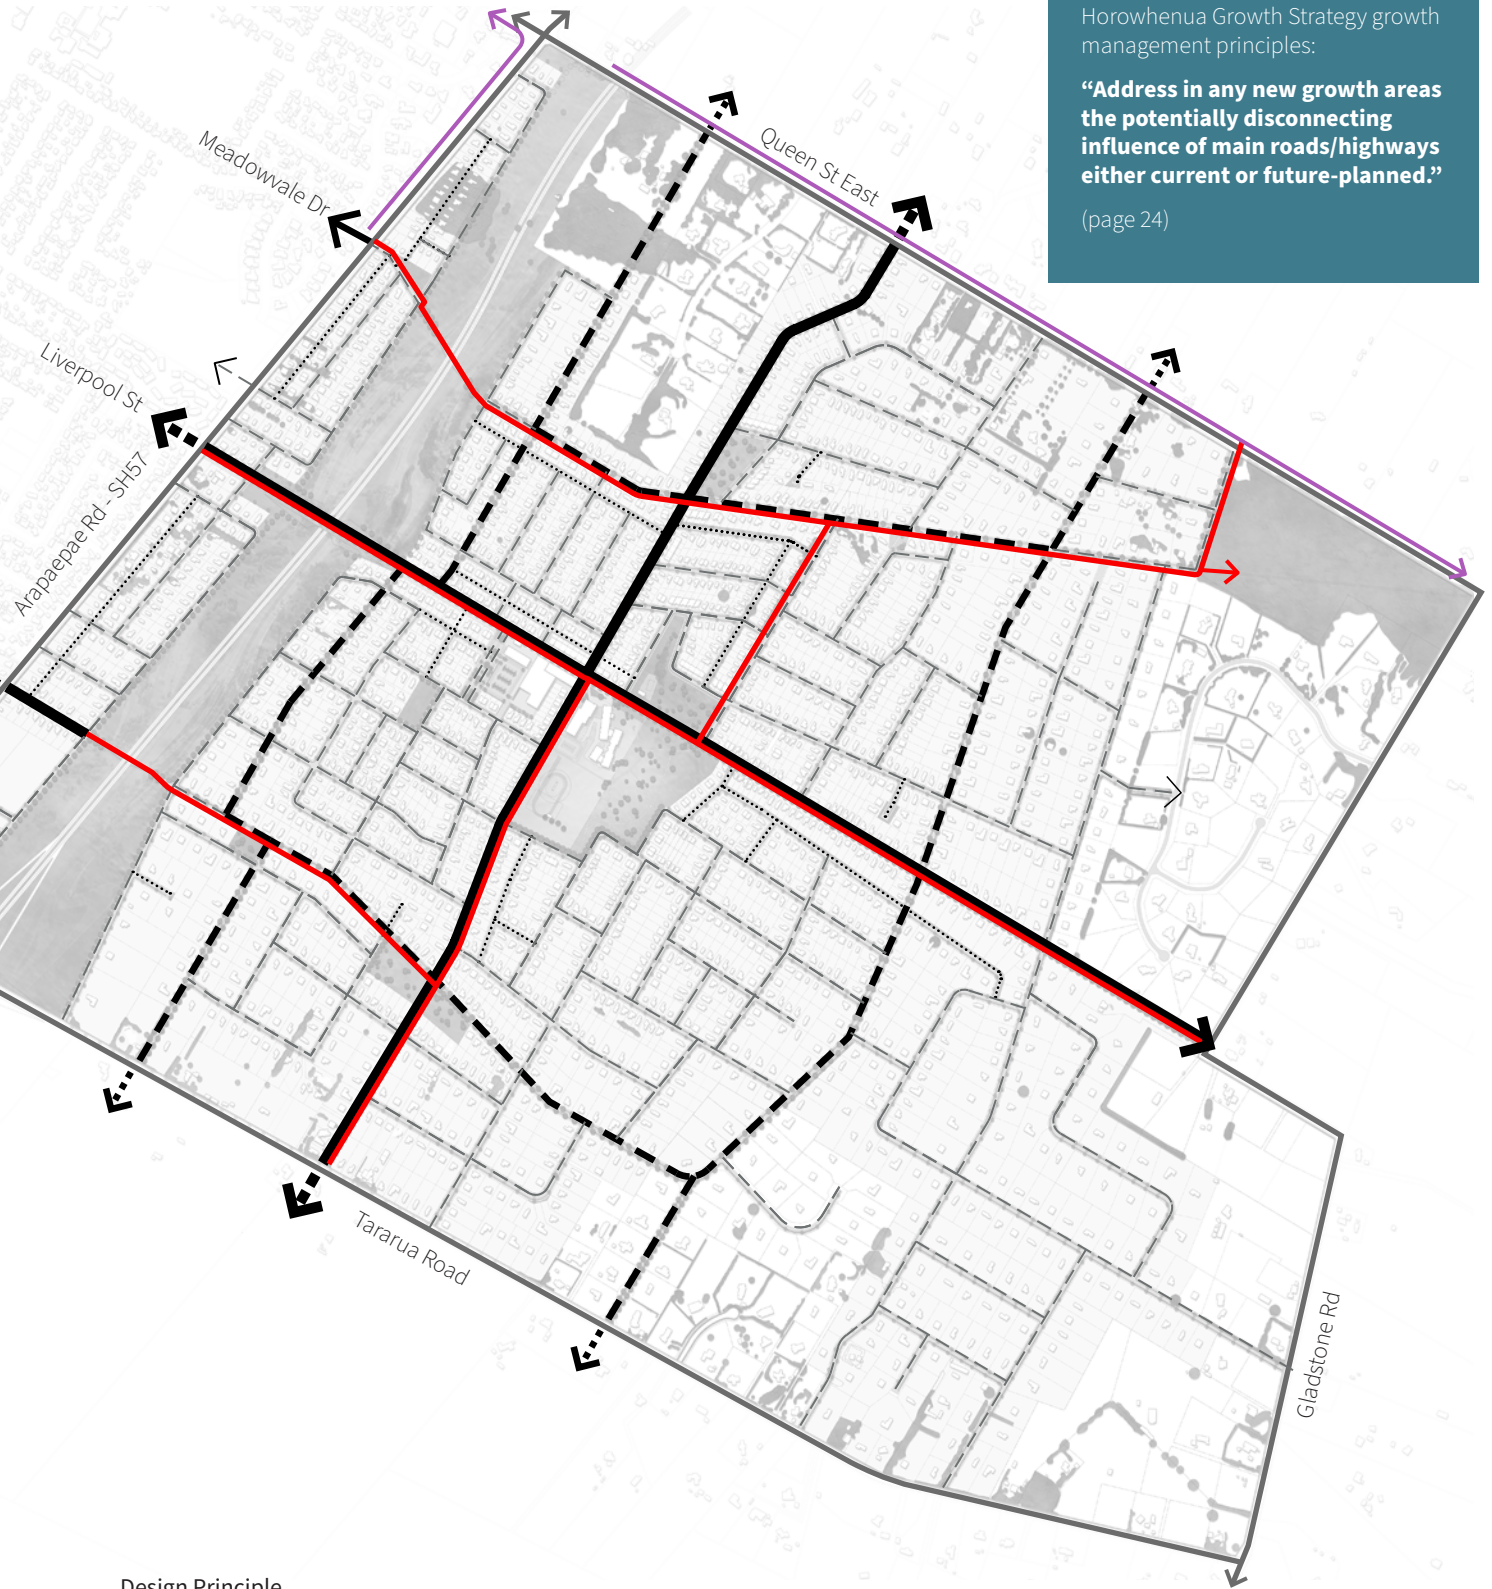 Horowhenua Growth Strategy growth
management principles:
“Address in any new growth areas
the potentially disconnecting
influence of main roads/highways
either current or future-planned.”
(page 24)
Meadowvale Dr
Queen St East
Liverpool St
Arapaepae Rd - SH57
Tararua Road
Gladstone Rd
Design Principle